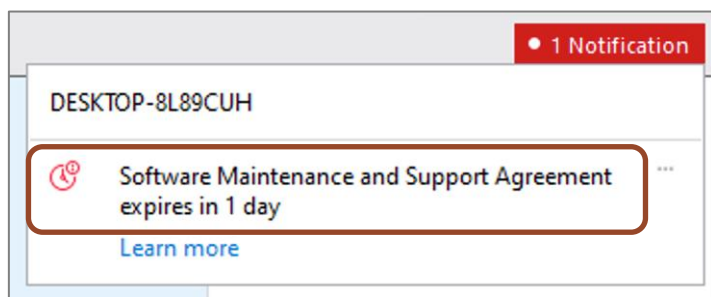 1 Notification
DESKTOP-8L89CUH
Software Maintenance and Support Agreement
expires in 1 day
Learn more